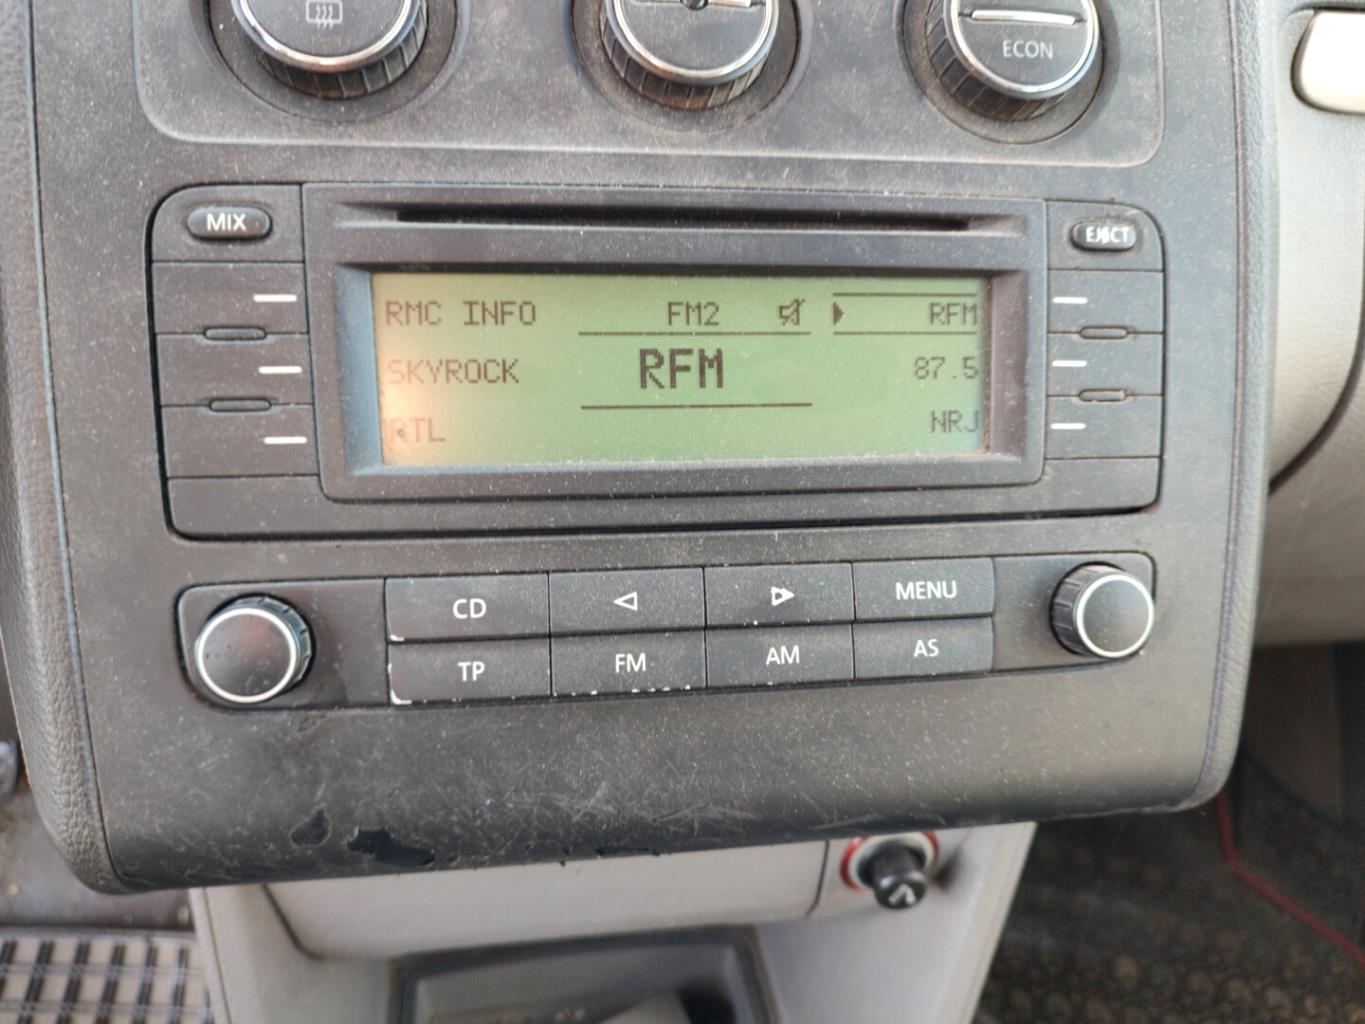 ECON
MIX
EJECT
RMC INFO FM2 RFM
SKYROCK RFM 87.5
RTL NRJ
CD MENU
TP FM AM AS